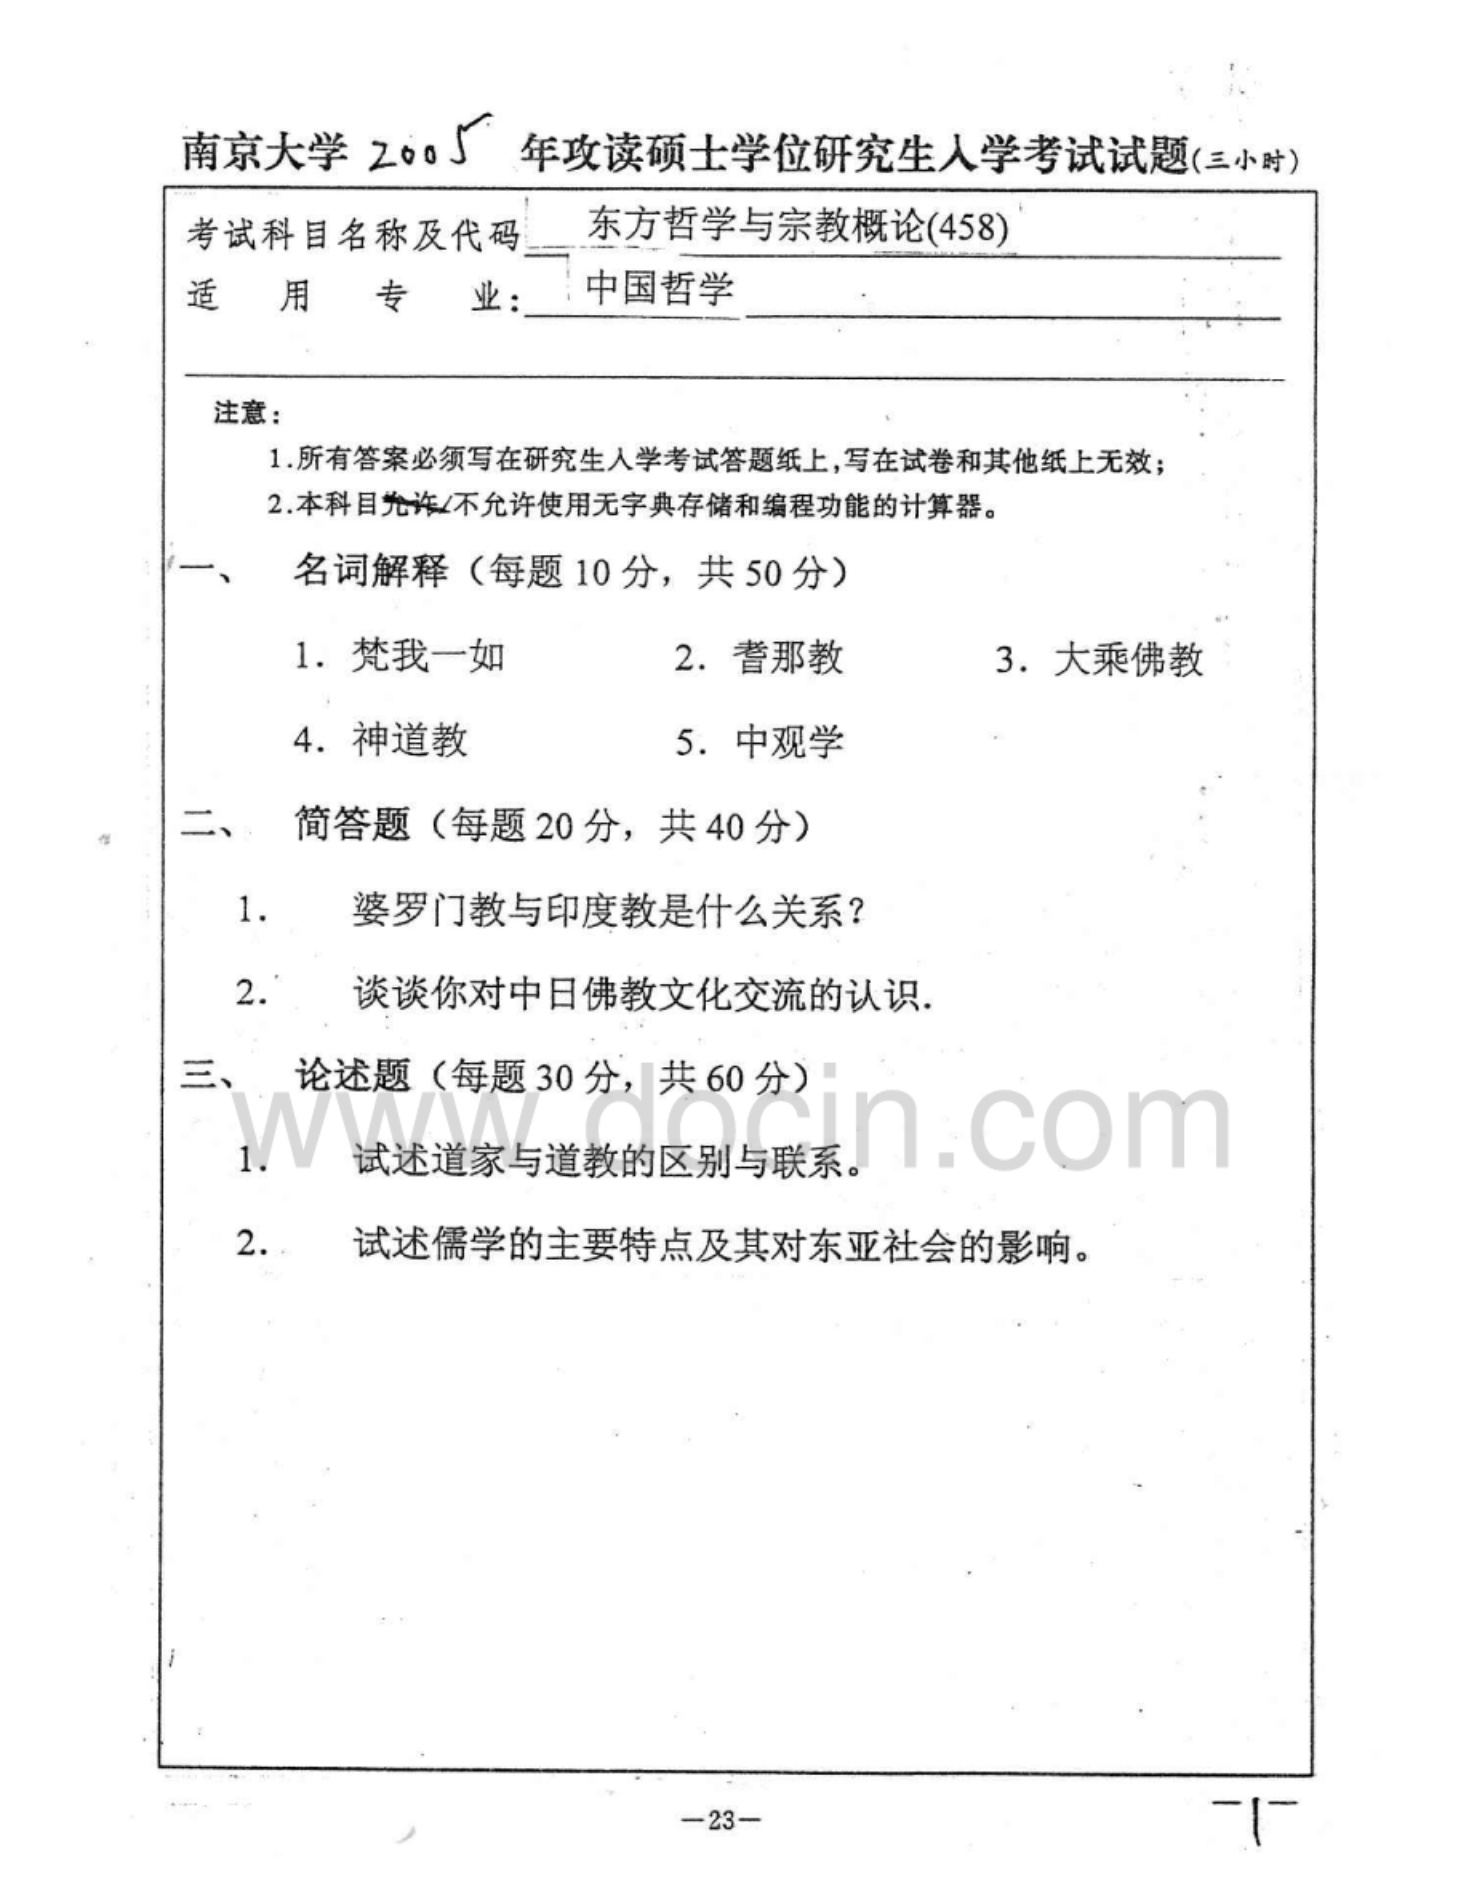 南京大学 2005 年攻读硕士学位研究生入学考试试题(三小时)
考试科目名称及代码 东方哲学与宗教概论(458)
适 用 专 业: 中国哲学
注意:
1.所有答案必须写在研究生入学考试答题纸上,写在试卷和其他纸上无效;
2.本科目允许/不允许使用无字典存储和编程功能的计算器。
一、 名词解释（每题 10 分，共 50 分）
1. 梵我一如 2. 耆那教 3. 大乘佛教
4. 神道教 5. 中观学
二、 简答题（每题 20 分，共 40 分）
1. 婆罗门教与印度教是什么关系？
2. 谈谈你对中日佛教文化交流的认识.
三、 论述题（每题 30 分，共 60 分）
www.docin.com
1. 试述道家与道教的区别与联系。
2. 试述儒学的主要特点及其对东亚社会的影响。
—23—
—1—